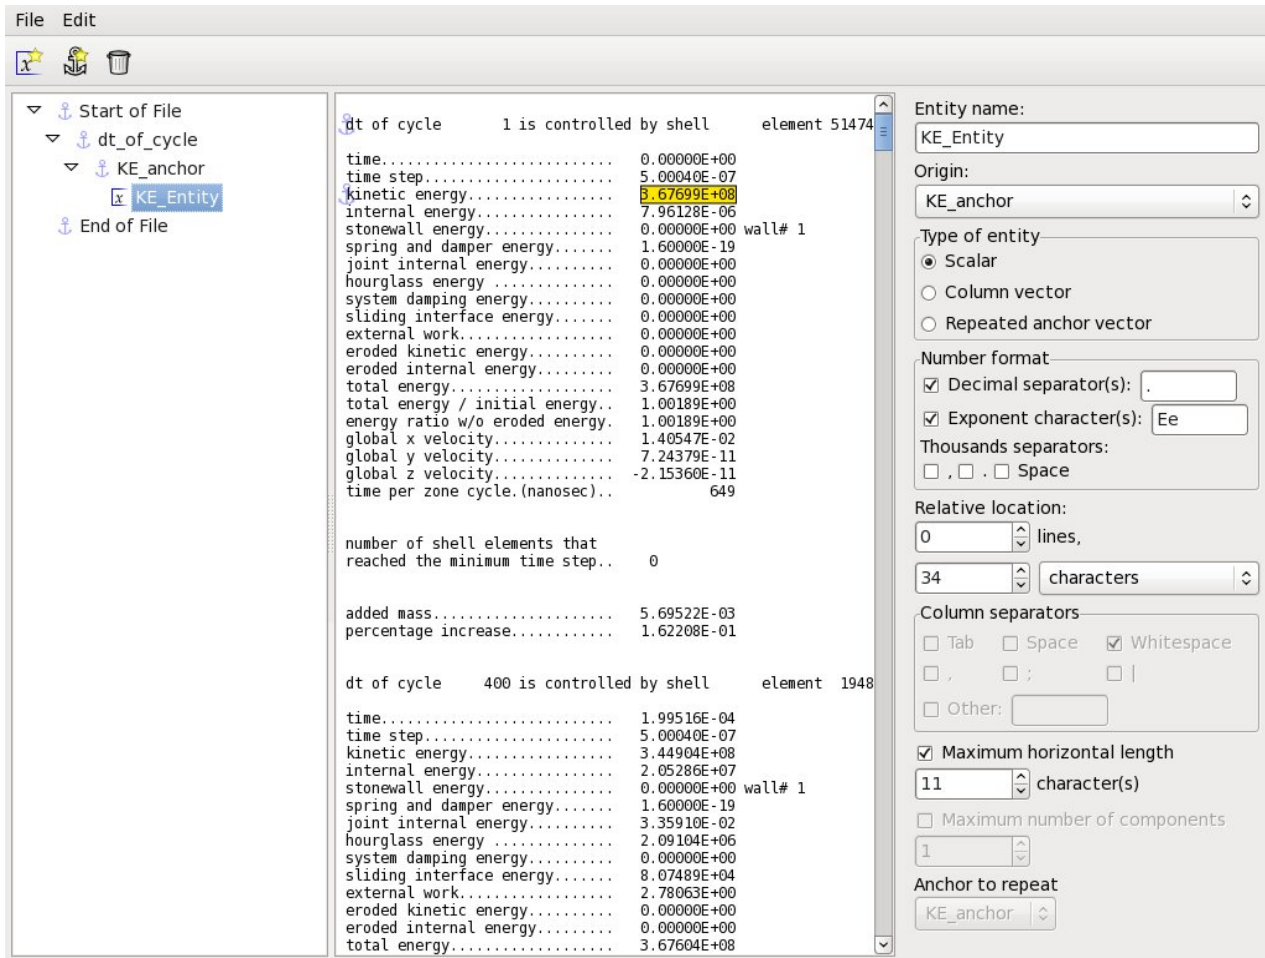 File Edit
Start of File
dt_of_cycle
KE_anchor
KE_Entity
End of File
dt of cycle 1 is controlled by shell element 51474
time........................... 0.00000E+00
time step...................... 5.00040E-07
kinetic energy................. 3.67699E+08
internal energy................ 7.96128E-06
stonewall energy............... 0.00000E+00 wall# 1
spring and damper energy....... 1.60000E-19
joint internal energy.......... 0.00000E+00
hourglass energy .............. 0.00000E+00
system damping energy.......... 0.00000E+00
sliding interface energy....... 0.00000E+00
external work.................. 0.00000E+00
eroded kinetic energy.......... 0.00000E+00
eroded internal energy......... 0.00000E+00
total energy................... 3.67699E+08
total energy / initial energy.. 1.00189E+00
energy ratio w/o eroded energy. 1.00189E+00
global x velocity.............. 1.40547E-02
global y velocity.............. 7.24379E-11
global z velocity.............. -2.15360E-11
time per zone cycle.(nanosec).. 649
number of shell elements that
reached the minimum time step.. 0
added mass..................... 5.69522E-03
percentage increase............ 1.62208E-01
dt of cycle 400 is controlled by shell element 1948
time........................... 1.99516E-04
time step...................... 5.00040E-07
kinetic energy................. 3.44904E+08
internal energy................ 2.05286E+07
stonewall energy............... 0.00000E+00 wall# 1
spring and damper energy....... 1.60000E-19
joint internal energy.......... 3.35910E-02
hourglass energy .............. 2.09104E+06
system damping energy.......... 0.00000E+00
sliding interface energy....... 8.07489E+04
external work.................. 2.78063E+00
eroded kinetic energy.......... 0.00000E+00
eroded internal energy......... 0.00000E+00
total energy................... 3.67604E+08
Entity name:
KE_Entity
Origin:
KE_anchor
Type of entity
Scalar
Column vector
Repeated anchor vector
Number format
Decimal separator(s): .
Exponent character(s): Ee
Thousands separators:
, . Space
Relative location:
0 lines,
34 characters
Column separators
Tab Space Whitespace
, ; |
Other:
Maximum horizontal length
11 character(s)
Maximum number of components
1
Anchor to repeat
KE_anchor